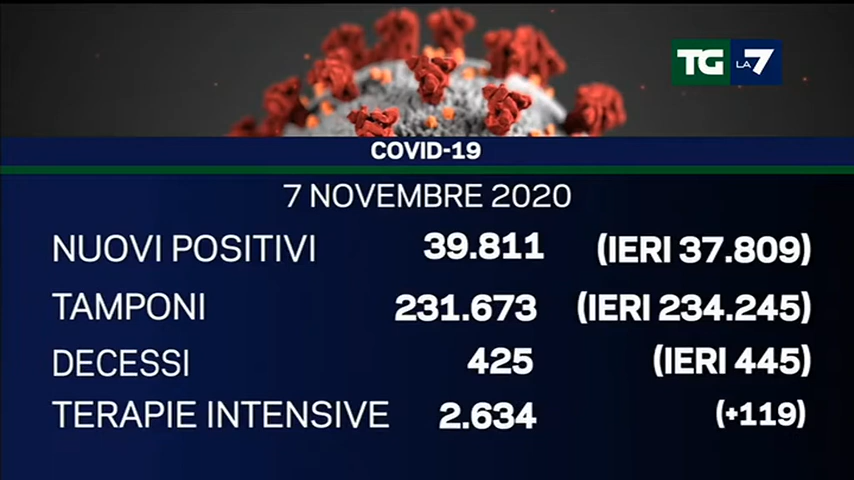 TG LA 7
COVID-19
7 NOVEMBRE 2020
NUOVI POSITIVI 39.811 (IERI 37.809)
TAMPONI 231.673 (IERI 234.245)
DECESSI 425 (IERI 445)
TERAPIE INTENSIVE 2.634 (+119)